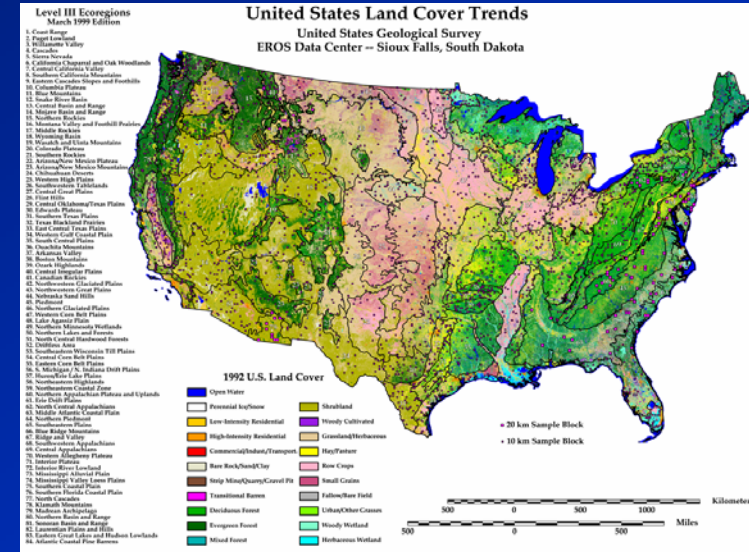 Level III Ecoregions
March 1999 Edition
1. Coast Range
2. Puget Lowland
3. Willamette Valley
4. Cascades
5. Sierra Nevada
6. California Chaparral and Oak Woodlands
7. Central California Valley
8. Southern California Mountains
9. Eastern Cascades Slopes and Foothills
10. Columbia Plateau
11. Blue Mountains
12. Snake River Basin
13. Central Basin and Range
14. Mojave Basin and Range
15. Northern Rockies
16. Montana Valley and Foothill Prairies
17. Middle Rockies
18. Wyoming Basin
19. Wasatch and Uinta Mountains
20. Colorado Plateau
21. Southern Rockies
22. Arizona/New Mexico Plateau
23. Arizona/New Mexico Mountains
24. Chihuahuan Deserts
25. Western High Plains
26. Southwestern Tablelands
27. Central Great Plains
28. Flint Hills
29. Central Oklahoma/Texas Plains
30. Edwards Plateau
31. Southern Texas Plains
32. Texas Blackland Prairies
33. East Central Texas Plains
34. Western Gulf Coastal Plain
35. South Central Plains
36. Ouachita Mountains
37. Arkansas Valley
38. Boston Mountains
39. Ozark Highlands
40. Central Irregular Plains
41. Canadian Rockies
42. Northwestern Glaciated Plains
43. Northwestern Great Plains
44. Nebraska Sand Hills
45. Piedmont
46. Northern Glaciated Plains
47. Western Corn Belt Plains
48. Lake Agassiz Plain
49. Northern Minnesota Wetlands
50. Northern Lakes and Forests
51. North Central Hardwood Forests
52. Driftless Area
53. Southeastern Wisconsin Till Plains
54. Central Corn Belt Plains
55. Eastern Corn Belt Plains
56. S. Michigan / N. Indiana Drift Plains
57. Huron/Erie Lake Plains
58. Northeastern Highlands
59. Northeastern Coastal Zone
60. Northern Appalachian Plateau and Uplands
61. Erie Drift Plains
62. North Central Appalachians
63. Middle Atlantic Coastal Plain
64. Northern Piedmont
65. Southeastern Plains
66. Blue Ridge Mountains
67. Ridge and Valley
68. Southwestern Appalachians
69. Central Appalachians
70. Western Allegheny Plateau
71. Interior Plateau
72. Interior River Lowland
73. Mississippi Alluvial Plain
74. Mississippi Valley Loess Plains
75. Southern Coastal Plain
76. Southern Florida Coastal Plain
77. North Cascades
78. Klamath Mountains
79. Madrean Archipelago
80. Northern Basin and Range
81. Sonoran Basin and Range
82. Laurentian Plains and Hills
83. Eastern Great Lakes and Hudson Lowlands
84. Atlantic Coastal Pine Barrens
United States Land Cover Trends
United States Geological Survey
EROS Data Center -- Sioux Falls, South Dakota
1992 U.S. Land Cover
Open Water
Perennial Ice/Snow
Low-Intensity Residential
High-Intensity Residential
Commercial/Indust/Transport.
Bare Rock/Sand/Clay
Strip Mine/Quarry/Gravel Pit
Transitional Barren
Deciduous Forest
Evergreen Forest
Mixed Forest
Shrubland
Woody Cultivated
Grassland/Herbaceous
Hay/Pasture
Row Crops
Small Grains
Fallow/Bare Field
Urban/Other Grasses
Woody Wetland
Herbaceous Wetland
20 km Sample Block
10 km Sample Block
500 0 500 1000 Kilometer
500 0 500 Miles